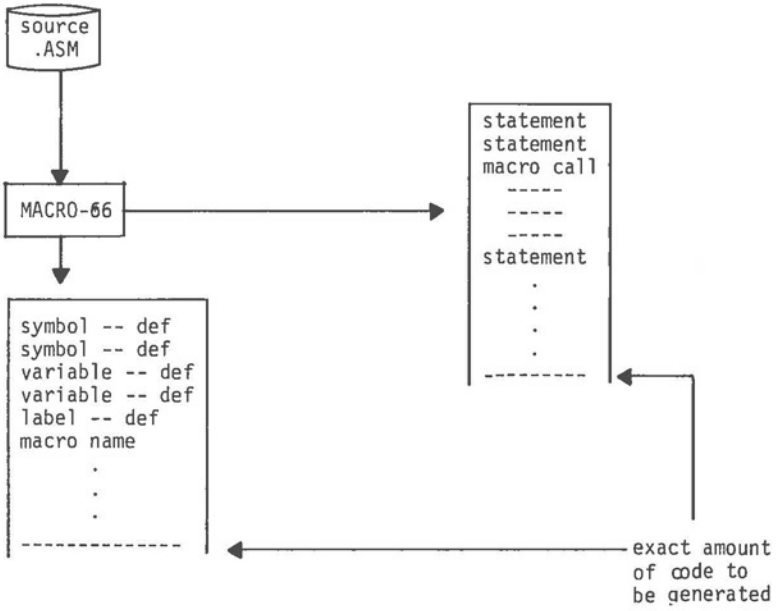 source
.ASM
MACRO-66
statement
statement
macro call
-----
-----
-----
statement
.
.
.
.
---------
symbol -- def
symbol -- def
variable -- def
variable -- def
label -- def
macro name
.
.
.
---------------
exact amount
of code to
be generated